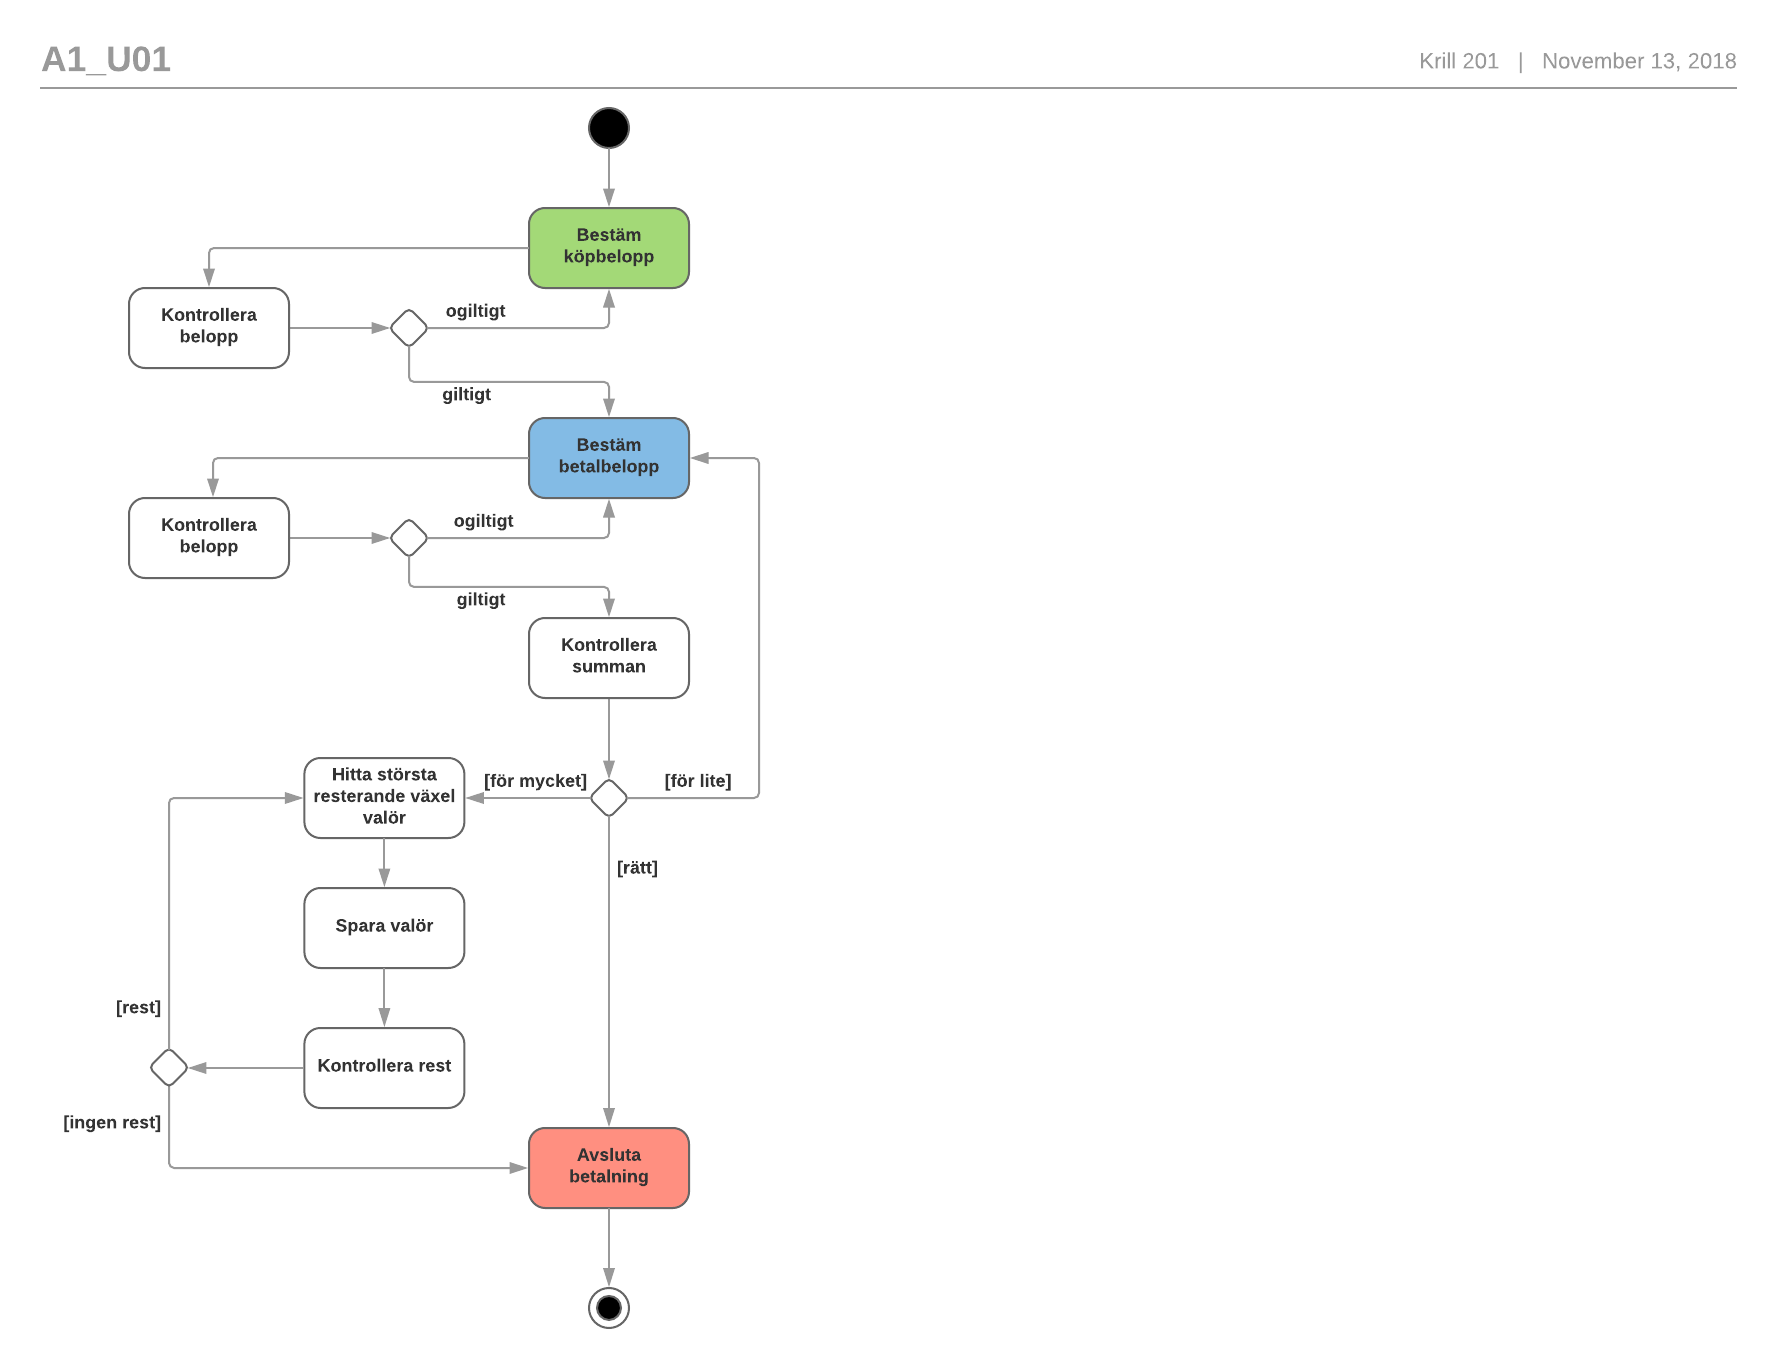 A1_U01
Krill 201 | November 13, 2018
Bestäm
köpbelopp
Kontrollera
belopp
ogiltigt
giltigt
Bestäm
betalbelopp
Kontrollera
belopp
ogiltigt
giltigt
Kontrollera
summan
Hitta största
resterande växel
valör
[för mycket]
[för lite]
[rätt]
Spara valör
[rest]
Kontrollera rest
[ingen rest]
Avsluta
betalning